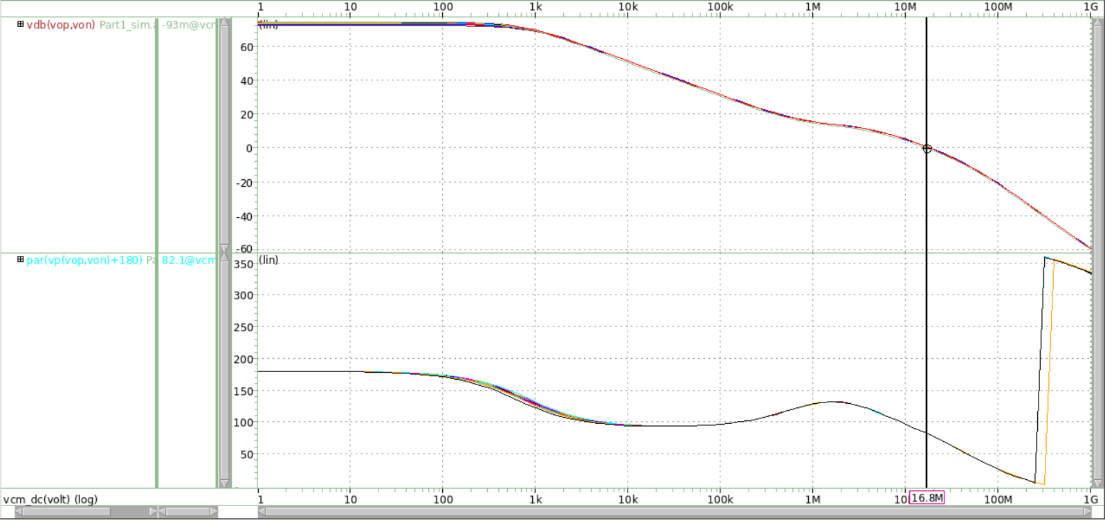 1 10 100 1k 10k 100k 1M 10M 100M 1G
vdb(vop,von) Part1_sim. -93m@vcm
(lin)
60
40
20
0
-20
-40
-60
par(vp(vop,von)+180) Pa 82.1@vcm
(lin)
350
300
250
200
150
100
50
vcm_dc(volt) (log)
1 10 100 1k 10k 100k 1M 10M 100M 1G
16.8M